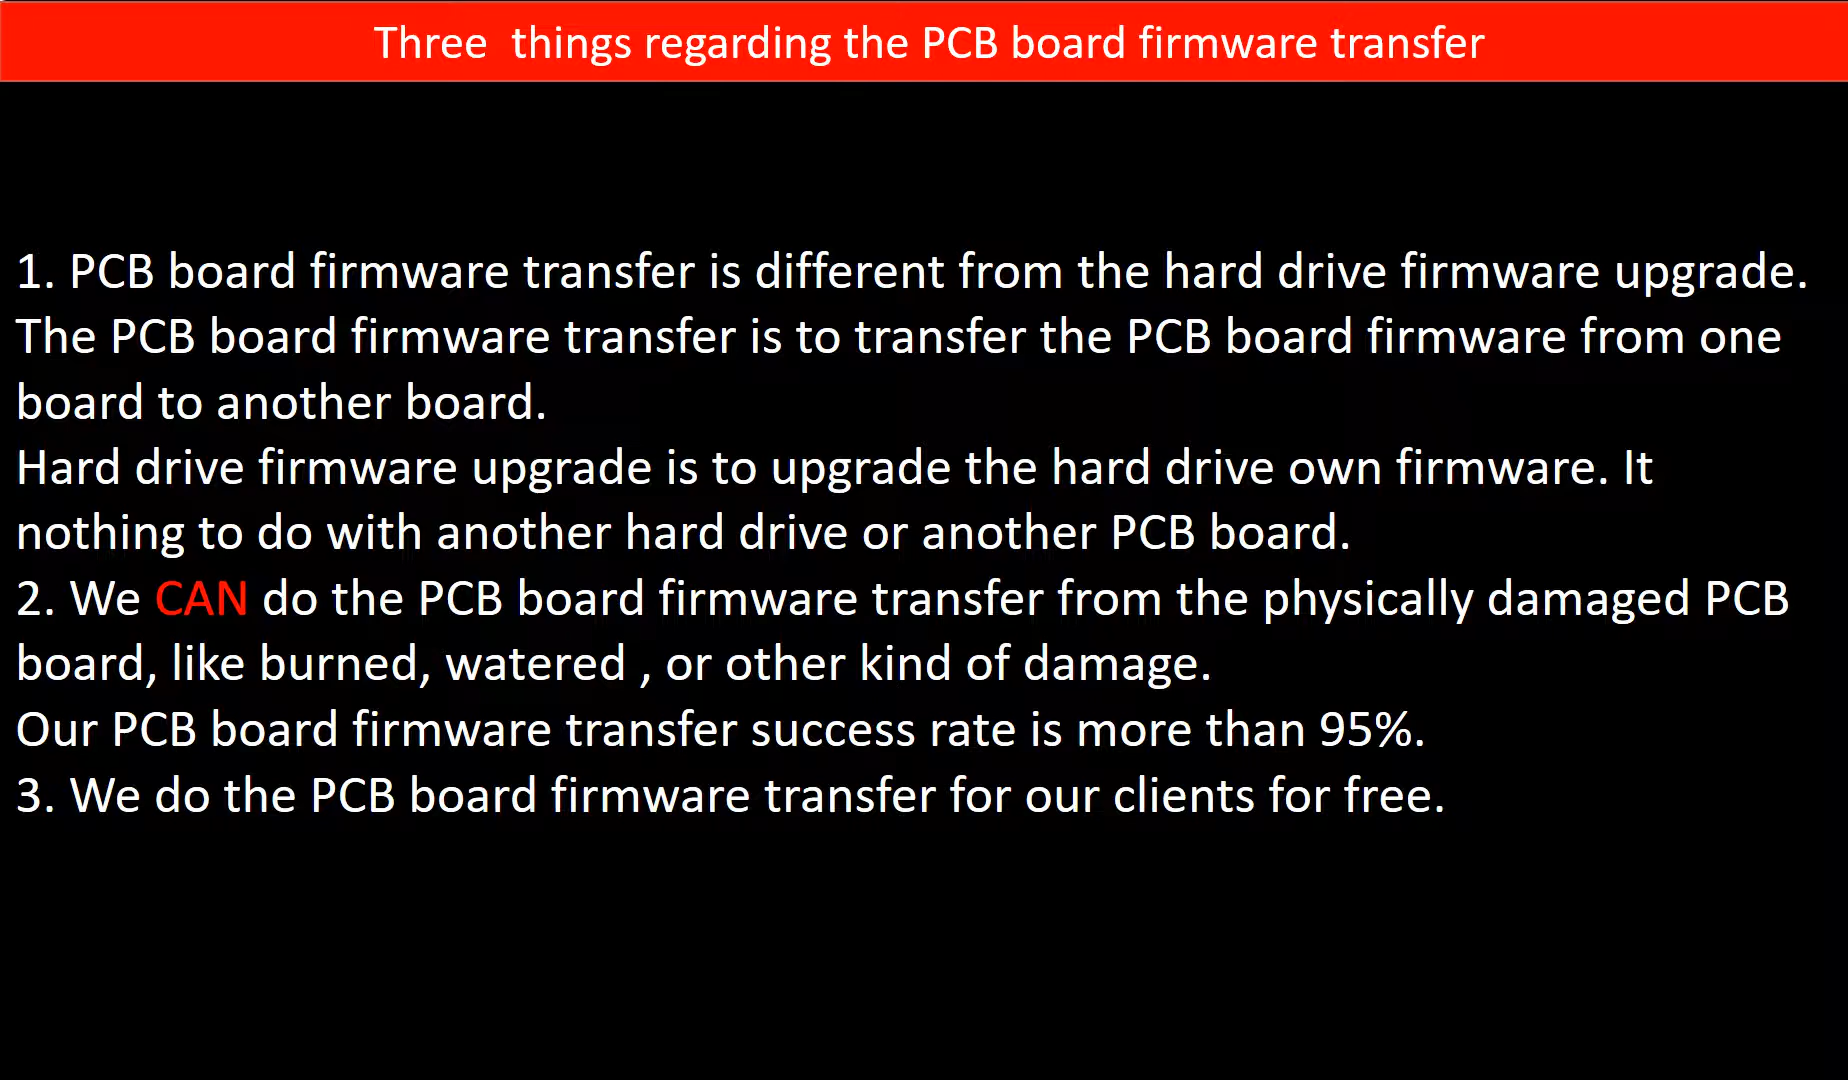 Three  things regarding the PCB board firmware transfer
1. PCB board firmware transfer is different from the hard drive firmware upgrade.
The PCB board firmware transfer is to transfer the PCB board firmware from one
board to another board.
Hard drive firmware upgrade is to upgrade the hard drive own firmware. It
nothing to do with another hard drive or another PCB board.
2. We CAN do the PCB board firmware transfer from the physically damaged PCB
board, like burned, watered , or other kind of damage.
Our PCB board firmware transfer success rate is more than 95%.
3. We do the PCB board firmware transfer for our clients for free.